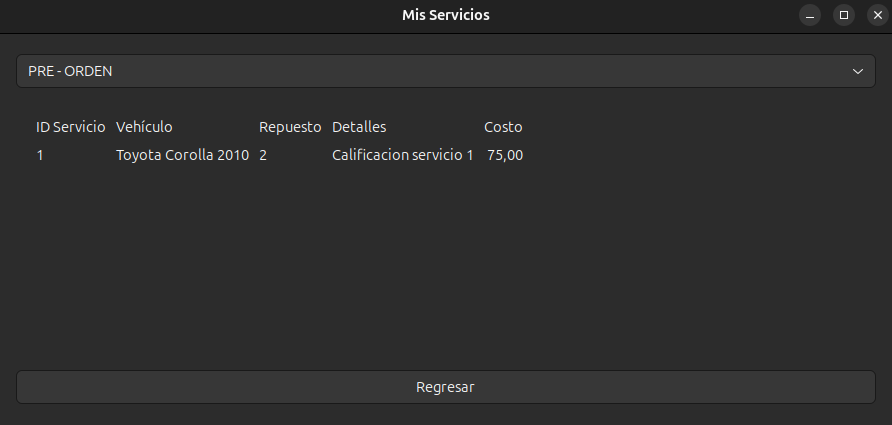 Mis Servicios
PRE - ORDEN
ID Servicio Vehículo Repuesto Detalles Costo
1 Toyota Corolla 2010 2 Calificacion servicio 1 75,00
Regresar